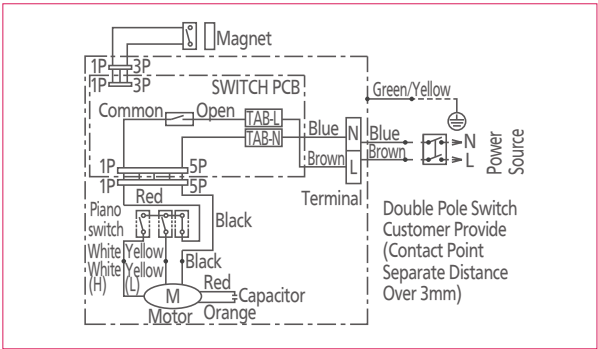 Magnet
1P 3P
1P 3P
SWITCH PCB
Green/Yellow
Common Open TAB-L
TAB-N
Blue N Blue N
Brown L Brown L
Power
Source
1P 5P
1P 5P
Terminal
Red
Piano
switch
Black
White Yellow
White Yellow
(H) (L)
Black
Double Pole Switch
Customer Provide
(Contact Point
Separate Distance
Over 3mm)
M
Red
Capacitor
Motor Orange